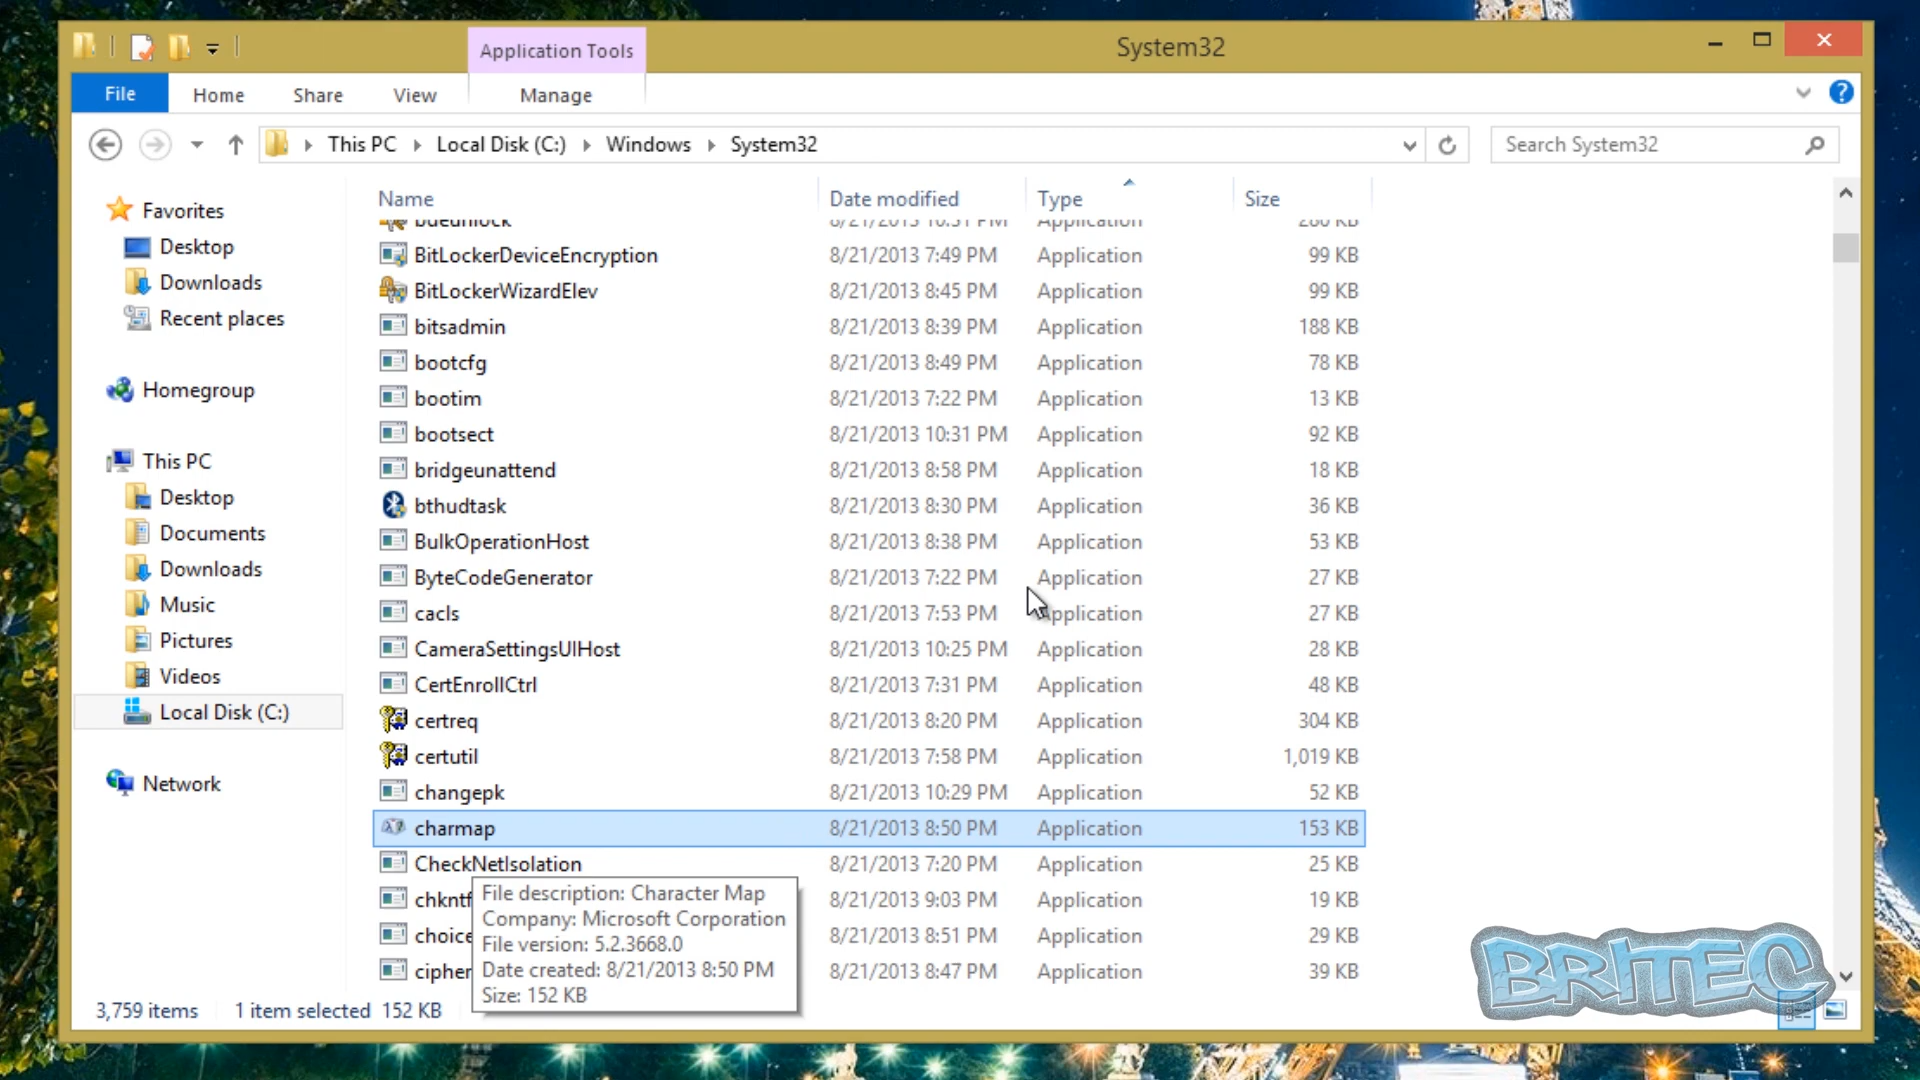 Application Tools
System32
File Home Share View Manage
This PC Local Disk (C:) Windows System32
Search System32
Name Date modified Type Size
Favorites
Desktop
Downloads
Recent places
Homegroup
This PC
Desktop
Documents
Downloads
Music
Pictures
Videos
Local Disk (C:)
Network
bdeunlock 8/21/2013 10:31 PM Application 280 KB
BitLockerDeviceEncryption 8/21/2013 7:49 PM Application 99 KB
BitLockerWizardElev 8/21/2013 8:45 PM Application 99 KB
bitsadmin 8/21/2013 8:39 PM Application 188 KB
bootcfg 8/21/2013 8:49 PM Application 78 KB
bootim 8/21/2013 7:22 PM Application 13 KB
bootsect 8/21/2013 10:31 PM Application 92 KB
bridgeunattend 8/21/2013 8:58 PM Application 18 KB
bthudtask 8/21/2013 8:30 PM Application 36 KB
BulkOperationHost 8/21/2013 8:38 PM Application 53 KB
ByteCodeGenerator 8/21/2013 7:22 PM Application 27 KB
cacls 8/21/2013 7:53 PM Application 27 KB
CameraSettingsUIHost 8/21/2013 10:25 PM Application 28 KB
CertEnrollCtrl 8/21/2013 7:31 PM Application 48 KB
certreq 8/21/2013 8:20 PM Application 304 KB
certutil 8/21/2013 7:58 PM Application 1,019 KB
changepk 8/21/2013 10:29 PM Application 52 KB
charmap 8/21/2013 8:50 PM Application 153 KB
CheckNetIsolation 8/21/2013 7:20 PM Application 25 KB
chkntf 8/21/2013 9:03 PM Application 19 KB
choice 8/21/2013 8:51 PM Application 29 KB
cipher 8/21/2013 8:47 PM Application 39 KB
File description: Character Map
Company: Microsoft Corporation
File version: 5.2.3668.0
Date created: 8/21/2013 8:50 PM
Size: 152 KB
3,759 items 1 item selected 152 KB
BRITEC